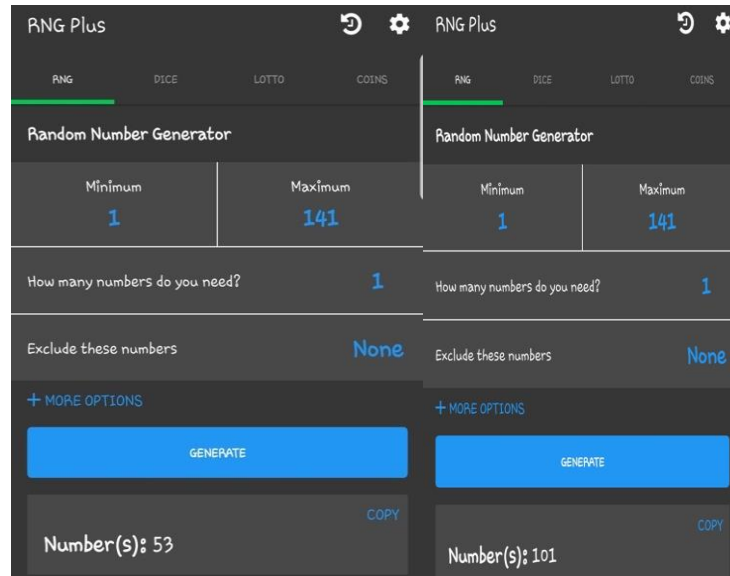 RNG Plus
RNG DICE LOTTO COINS
Random Number Generator
Minimum Maximum
1 141
How many numbers do you need? 1
Exclude these numbers None
+ MORE OPTIONS
GENERATE
COPY
Number(s): 53
RNG Plus
RNG DICE LOTTO COINS
Random Number Generator
Minimum Maximum
1 141
How many numbers do you need? 1
Exclude these numbers None
+ MORE OPTIONS
GENERATE
COPY
Number(s): 101